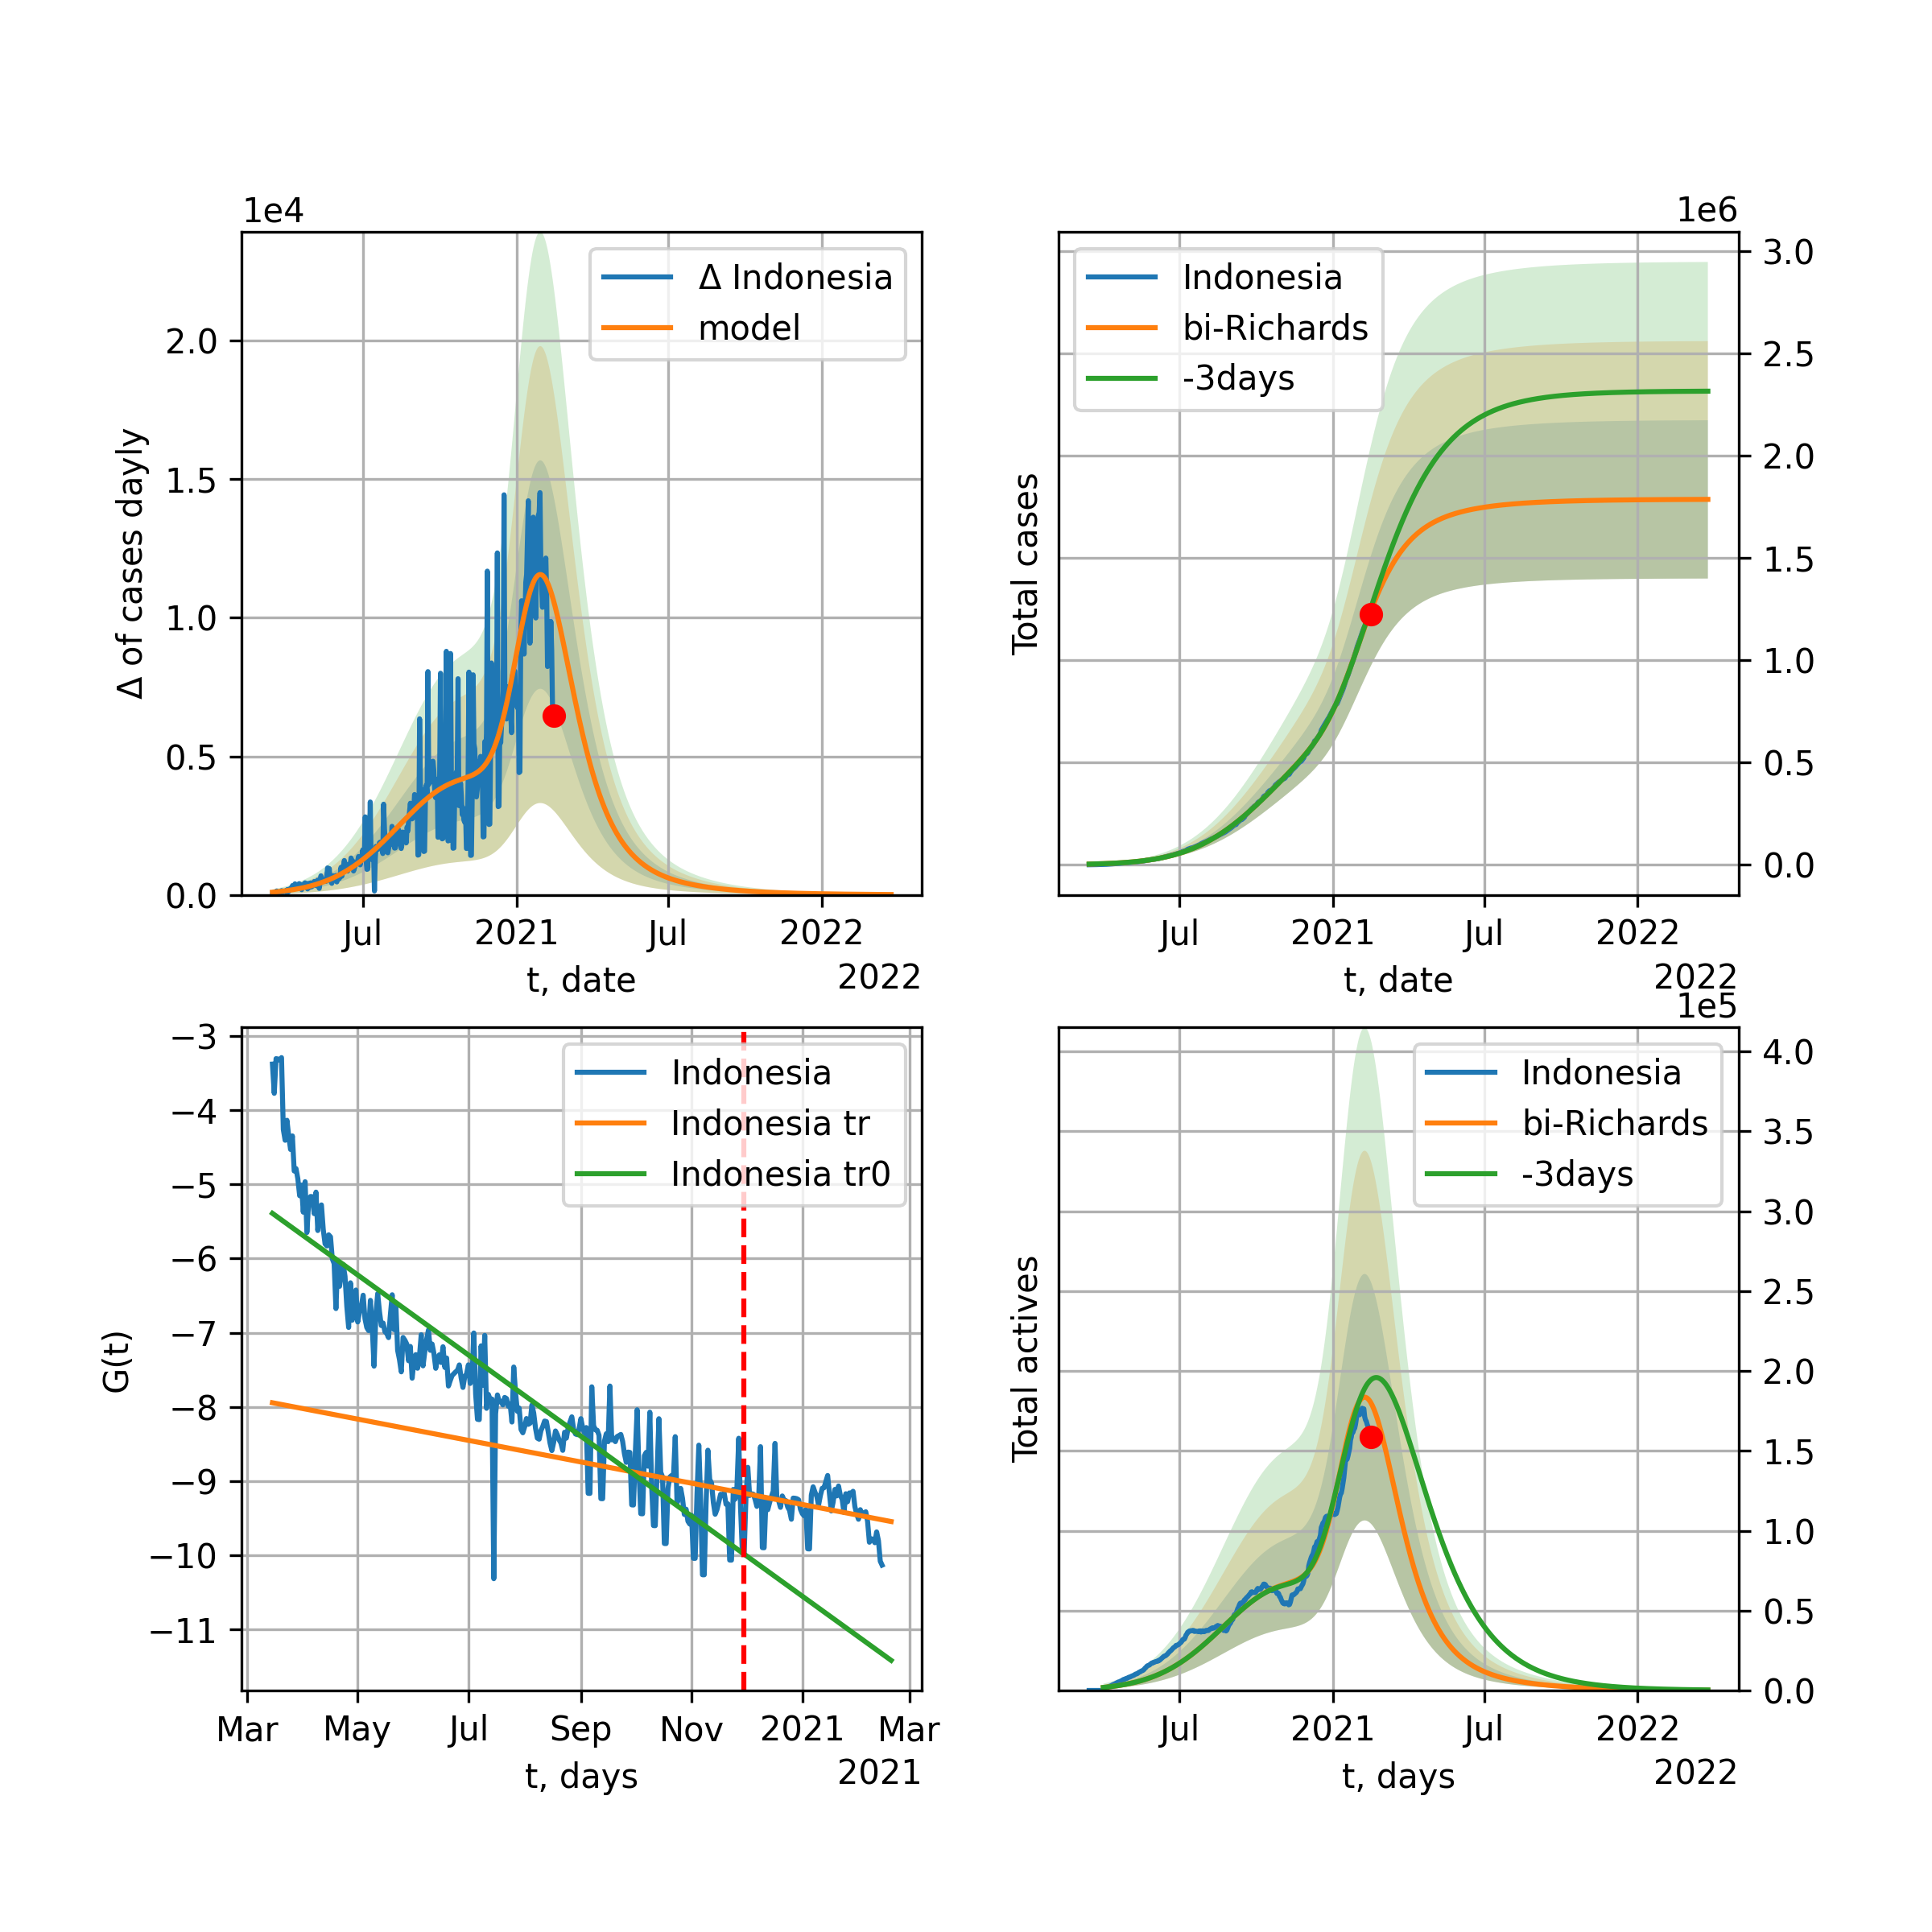 1e4
Δ Indonesia
model
2.0
1.5
1.0
0.5
0.0
Δ of cases dayly
Jul 2021 Jul 2022
t, date
2022
1e6
Indonesia
bi-Richards
-3days
3.0
2.5
2.0
1.5
1.0
0.5
0.0
Total cases
Jul 2021 Jul 2022
t, date
2022
Indonesia
Indonesia tr
Indonesia tr0
−3
−4
−5
−6
−7
−8
−9
−10
−11
G(t)
Mar May Jul Sep Nov 2021 Mar
t, days
2021
1e5
Indonesia
bi-Richards
-3days
4.0
3.5
3.0
2.5
2.0
1.5
1.0
0.5
0.0
Total actives
Jul 2021 Jul 2022
t, days
2022